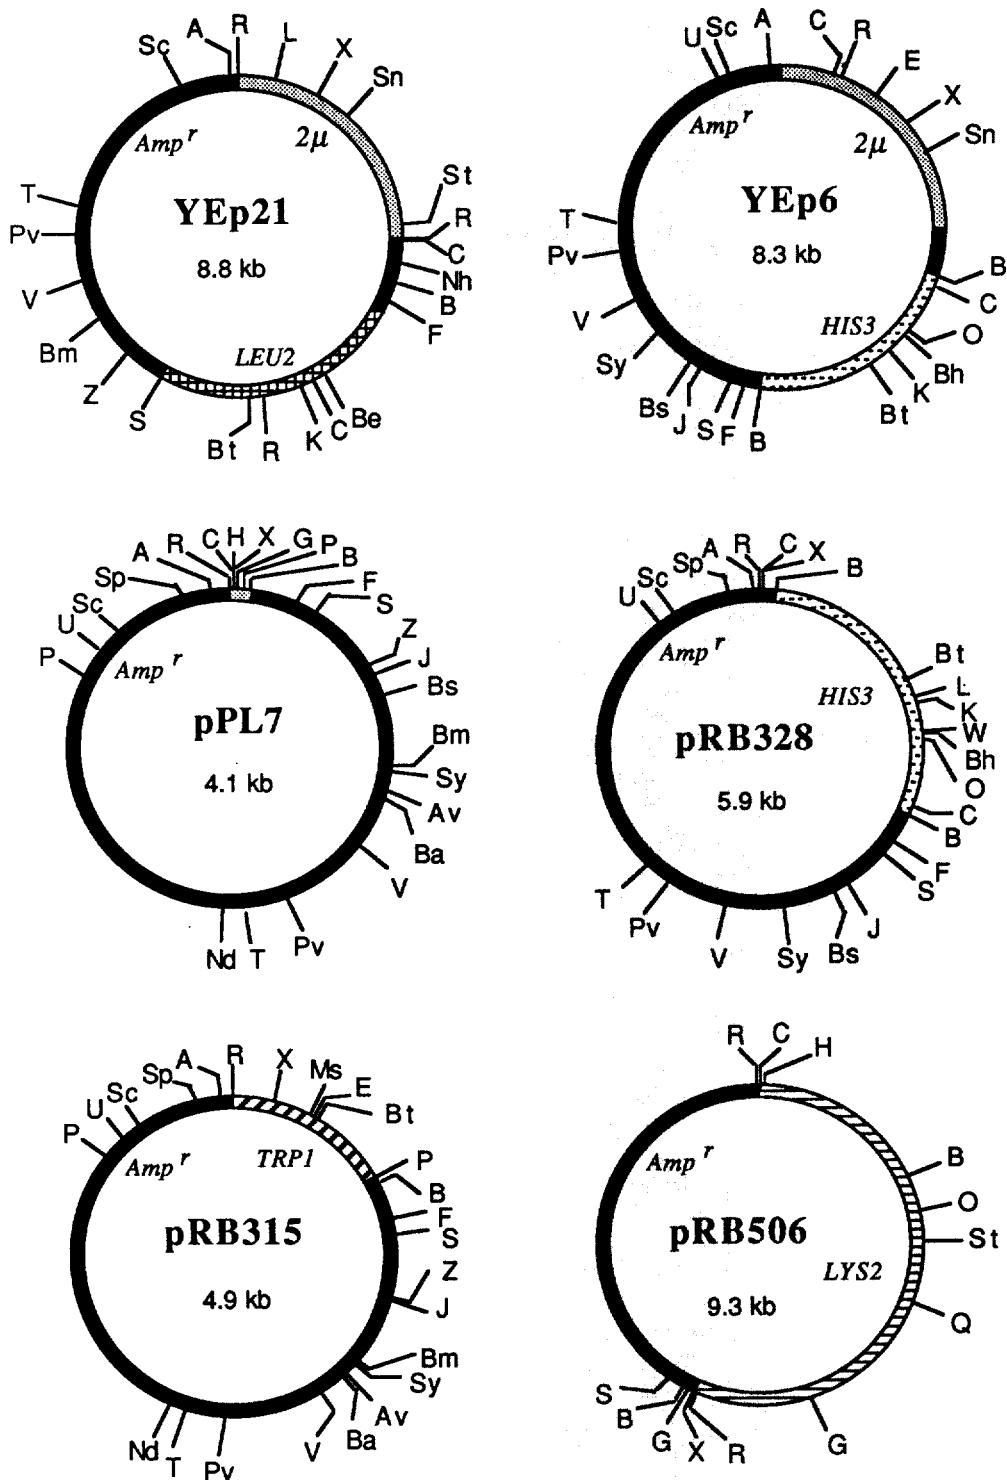 A R L X Sn
Sc
Amp r
2µ
YEp21
8.8 kb
T
Pv
V
Bm
Z
S
Bt
R
K
C
Be
LEU2
St
R
C
Nh
B
F
U Sc A C R
E
X
Sn
Amp r
2µ
YEp6
8.3 kb
T
Pv
V
Sy
Bs
J
S
F
B
HIS3
B
C
O
Bh
K
Bt
P
U
Sc
Sp
A
R
C H X G P B
F
S
Z
J
Bs
Bm
Sy
Av
Ba
V
Pv
T
Nd
Amp r
pPL7
4.1 kb
U
Sc
Sp
A
R
C
X
B
Amp r
HIS3
pRB328
5.9 kb
Bt
L
K
W
Bh
O
C
B
F
S
J
Bs
Sy
V
Pv
T
P
U
Sc
Sp
A
R
X
Ms
E
Bt
P
B
F
S
Z
J
Bm
Sy
Av
Ba
V
Pv
T
Nd
Amp r
TRP1
pRB315
4.9 kb
R
C
H
Amp r
pRB506
LYS2
9.3 kb
B
O
St
Q
G
R
X
G
B
S